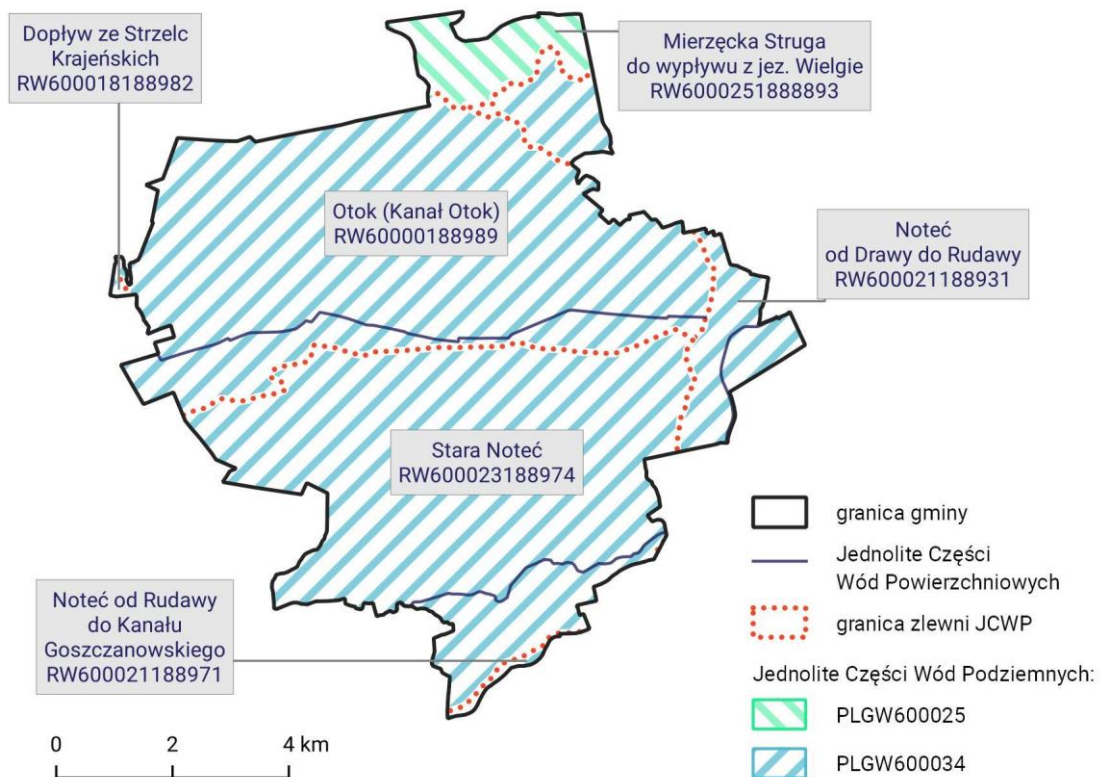 Dopływ ze Strzelc
Krajeńskich
RW600018188982
Mierzęcka Struga
do wypływu z jez. Wielgie
RW6000251888893
Otok (Kanał Otok)
RW60000188989
Noteć
od Drawy do Rudawy
RW600021188931
Stara Noteć
RW600023188974
Noteć od Rudawy
do Kanału
Goszczanowskiego
RW600021188971
granica gminy
Jednolite Części
Wód Powierzchniowych
granica zlewni JCWP
Jednolite Części Wód Podziemnych:
PLGW600025
PLGW600034
0 2 4 km